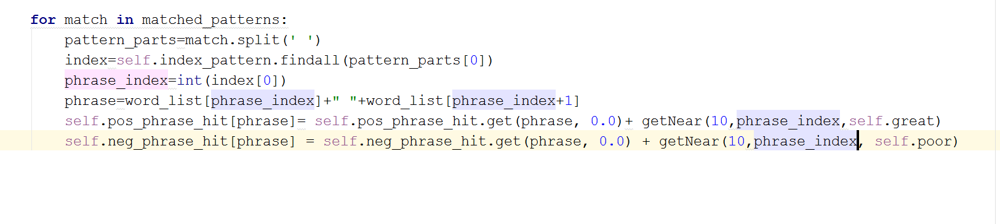 for match in matched_patterns:
    pattern_parts=match.split(' ')
    index=self.index_pattern.findall(pattern_parts[0])
    phrase_index=int(index[0])
    phrase=word_list[phrase_index]+" "+word_list[phrase_index+1]
    self.pos_phrase_hit[phrase]= self.pos_phrase_hit.get(phrase, 0.0)+ getNear(10,phrase_index,self.great)
    self.neg_phrase_hit[phrase] = self.neg_phrase_hit.get(phrase, 0.0) + getNear(10,phrase_index, self.poor)